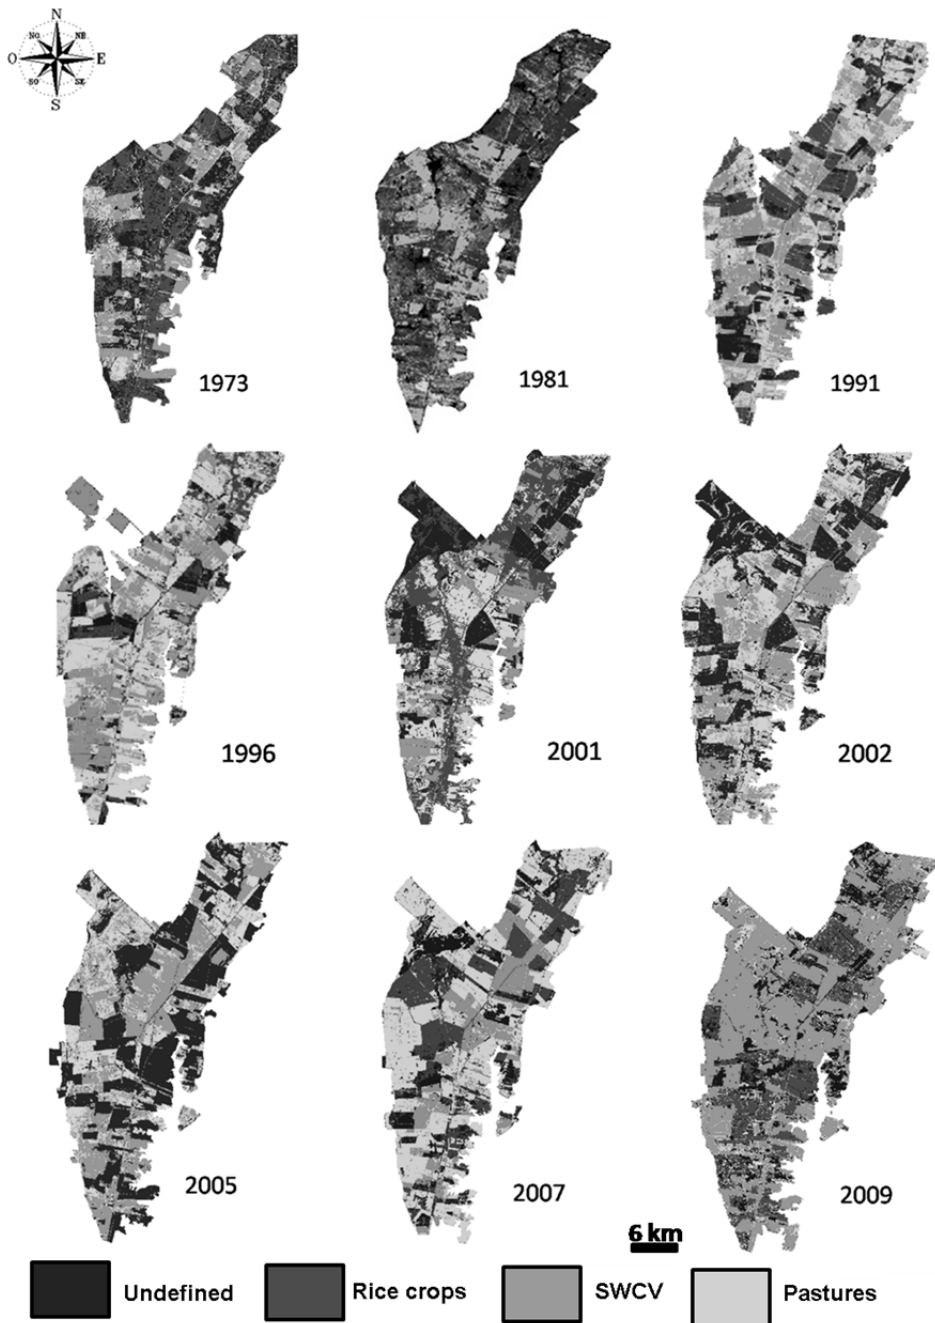 N
NO NE
O E
SO SE
S
1973
1981
1991
1996
2001
2002
2005
2007
2009
6 km
Undefined
Rice crops
SWCV
Pastures